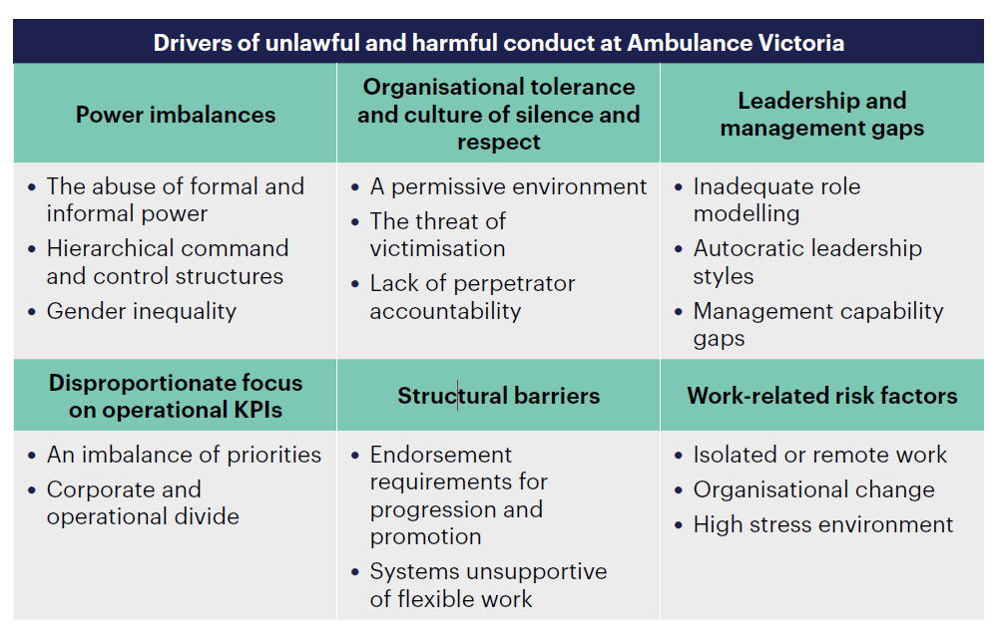 Drivers of unlawful and harmful conduct at Ambulance Victoria
Power imbalances
Organisational tolerance
and culture of silence and
respect
Leadership and
management gaps
• The abuse of formal and
informal power
• Hierarchical command
and control structures
• Gender inequality
• A permissive environment
• The threat of
victimisation
• Lack of perpetrator
accountability
• Inadequate role
modelling
• Autocratic leadership
styles
• Management capability
gaps
Disproportionate focus
on operational KPIs
Structural barriers
Work-related risk factors
• An imbalance of priorities
• Corporate and
operational divide
• Endorsement
requirements for
progression and
promotion
• Systems unsupportive
of flexible work
• Isolated or remote work
• Organisational change
• High stress environment